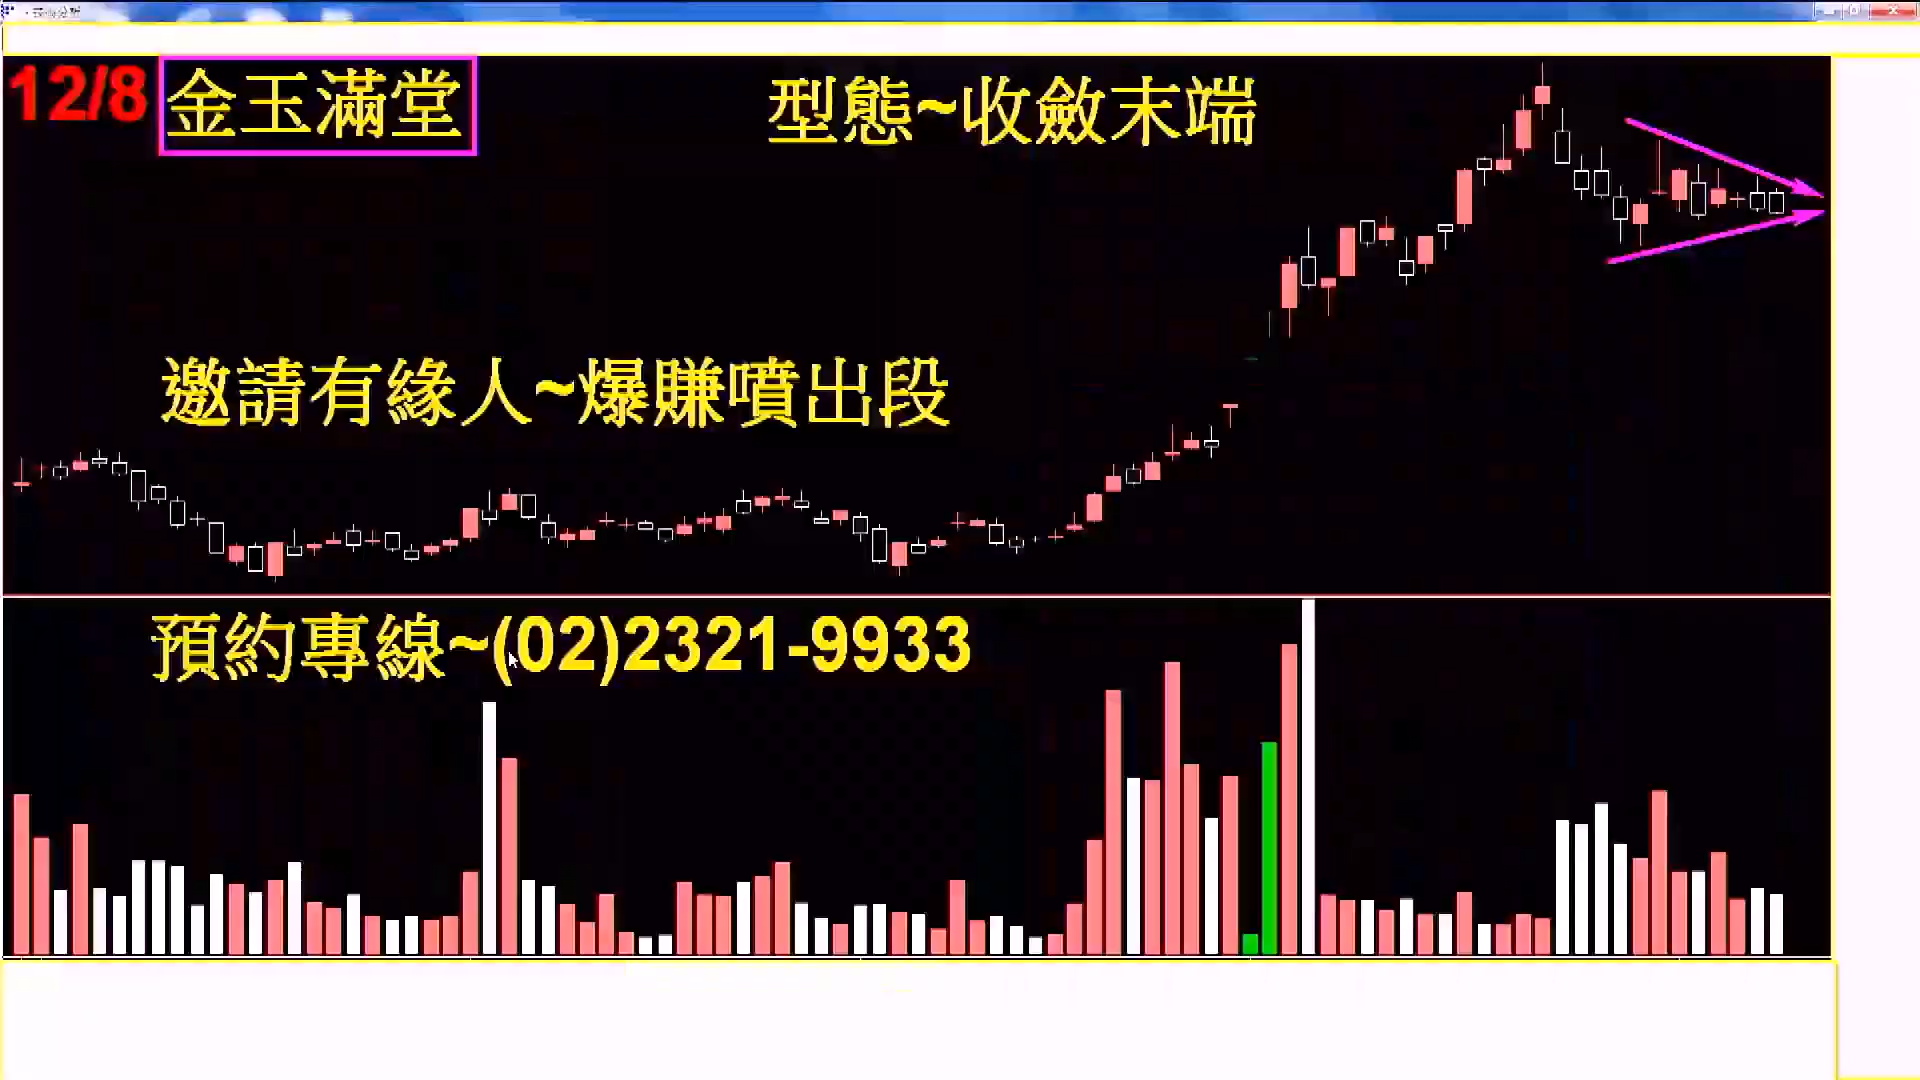 12/8 金玉滿堂
型態~收斂末端
邀請有緣人~爆賺噴出段
預約專線~(02)2321-9933